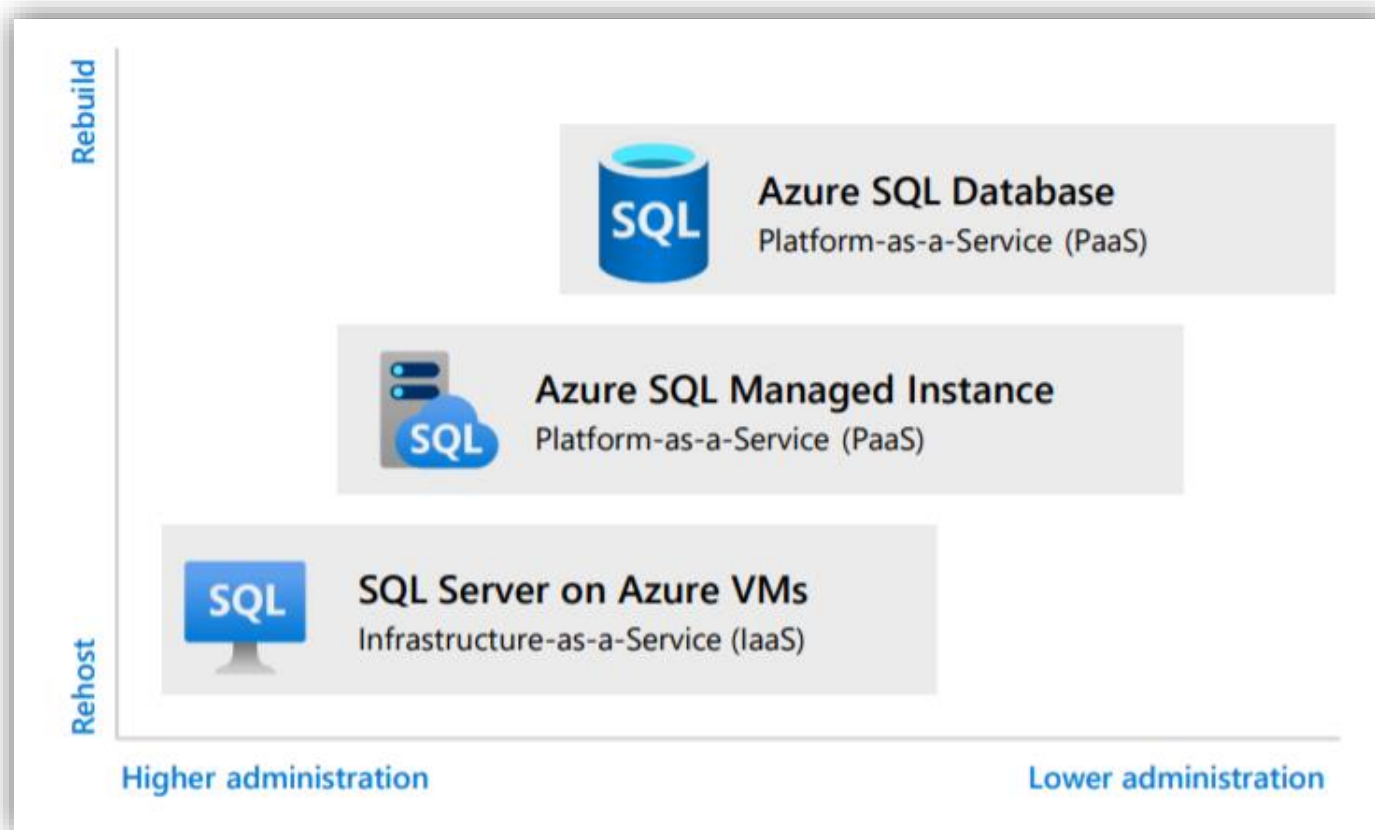 Rebuild
SQL
Azure SQL Database
Platform-as-a-Service (PaaS)
SQL
Azure SQL Managed Instance
Platform-as-a-Service (PaaS)
SQL
SQL Server on Azure VMs
Infrastructure-as-a-Service (IaaS)
Rehost
Higher administration
Lower administration